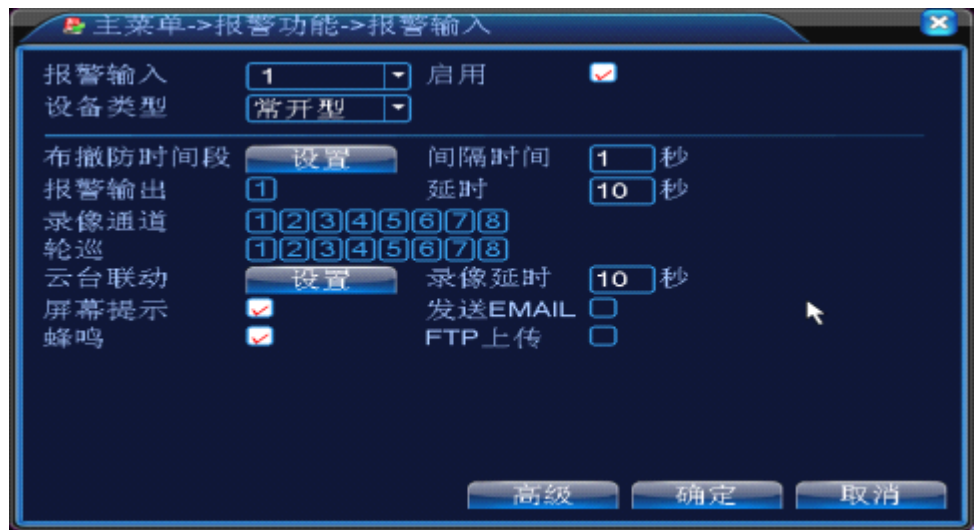 主菜单->报警功能->报警输入
报警输入 1 启用
设备类型 常开型
布撤防时间段 设置 间隔时间 1 秒
报警输出 1 延时 10 秒
录像通道 1 2 3 4 5 6 7 8
轮巡 1 2 3 4 5 6 7 8
云台联动 设置 录像延时 10 秒
屏幕提示 发送EMAIL
蜂鸣 FTP上传
高级 确定 取消